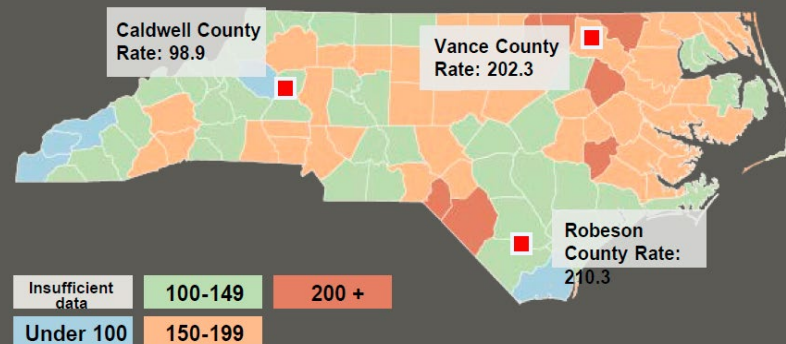 Caldwell County
Rate: 98.9
Vance County
Rate: 202.3
Robeson
County Rate:
210.3
Insufficient
data
100-149
200 +
Under 100
150-199